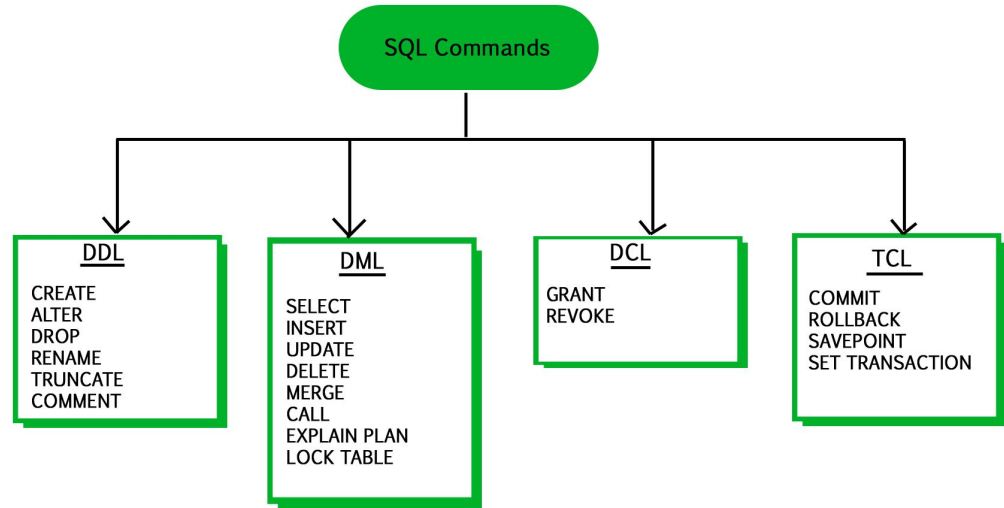 SQL Commands
DDL
CREATE
ALTER
DROP
RENAME
TRUNCATE
COMMENT
DML
SELECT
INSERT
UPDATE
DELETE
MERGE
CALL
EXPLAIN PLAN
LOCK TABLE
DCL
GRANT
REVOKE
TCL
COMMIT
ROLLBACK
SAVEPOINT
SET TRANSACTION